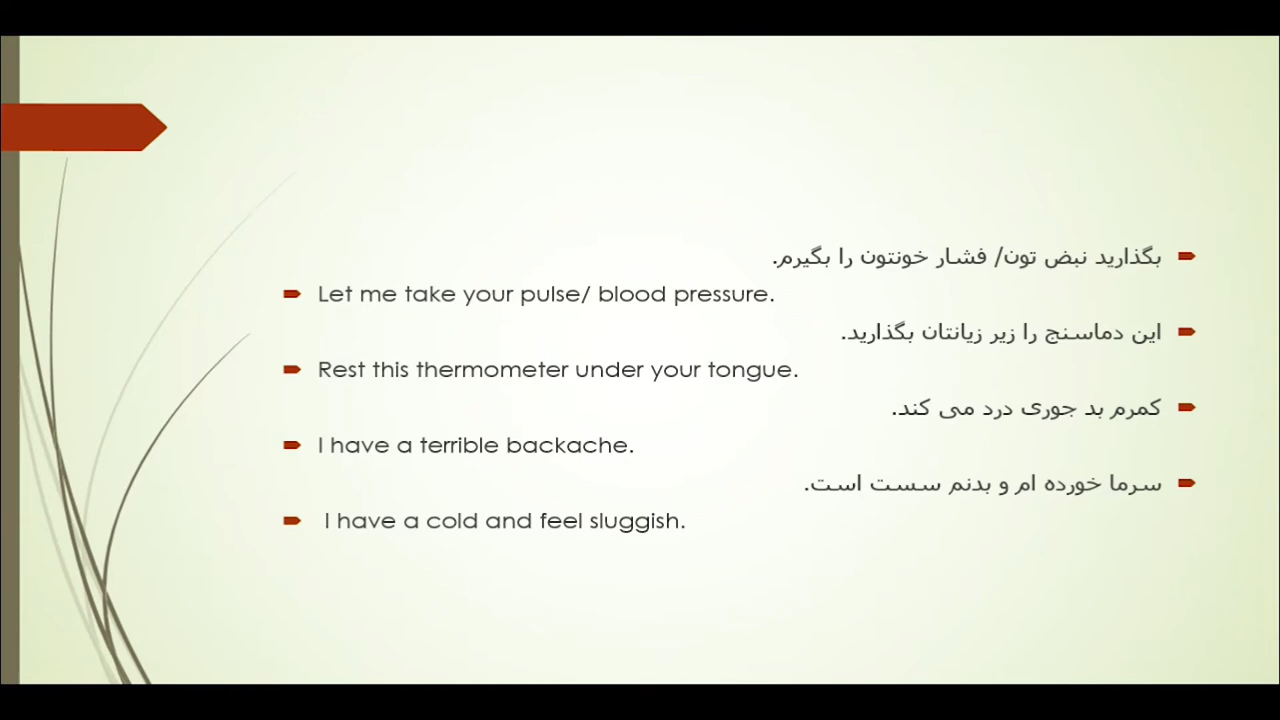 بگذارید نبض تون/ فشار خونتون را بگیرم.
Let me take your pulse/ blood pressure.
این دماسنج را زیر زیانتان بگذارید.
Rest this thermometer under your tongue.
کمرم بد جوری درد می کند.
I have a terrible backache.
سرما خورده ام و بدنم سست است.
I have a cold and feel sluggish.